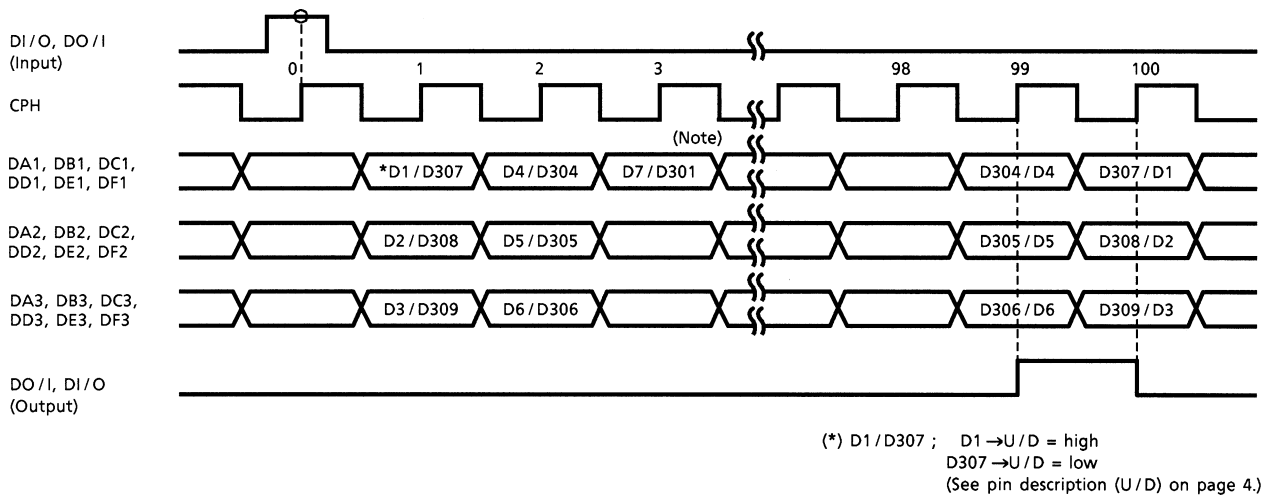 DI/O, DO/I
(Input)
0 1 2 3 98 99 100
CPH
(Note)
DA1, DB1, DC1,
DD1, DE1, DF1
*D1/D307 D4/D304 D7/D301 D304/D4 D307/D1
DA2, DB2, DC2,
DD2, DE2, DF2
D2/D308 D5/D305 D305/D5 D308/D2
DA3, DB3, DC3,
DD3, DE3, DF3
D3/D309 D6/D306 D306/D6 D309/D3
DO/I, DI/O
(Output)
(*) D1/D307 ; D1 →U/D = high
D307 →U/D = low
(See pin description (U/D) on page 4.)